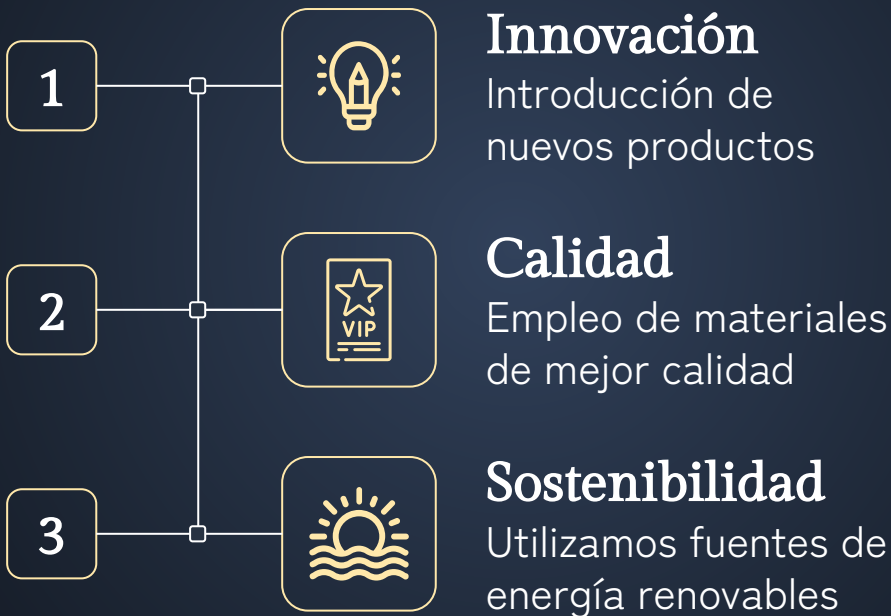 1
Innovación
Introducción de
nuevos productos
2
VIP
Calidad
Empleo de materiales
de mejor calidad
3
Sostenibilidad
Utilizamos fuentes de
energía renovables